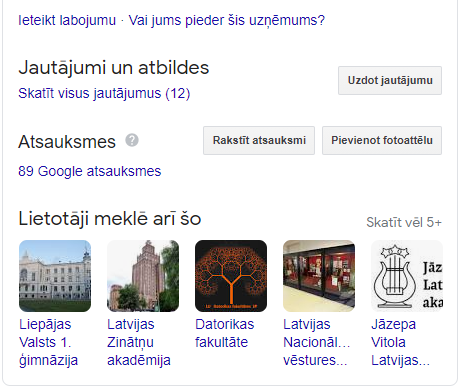 Ieteikt labojumu · Vai jums pieder šis uzņēmums?
Jautājumi un atbildes
Uzdot jautājumu
Skatīt visus jautājumus (12)
Atsauksmes ?
Rakstīt atsauksmi
Pievienot fotoattēlu
89 Google atsauksmes
Lietotāji meklē arī šo
Skatīt vēl 5+
Jāz
Lat
aka
Liepājas
Valsts 1.
ģimnāzija
Latvijas
Zinātņu
akadēmija
Datorikas
fakultāte
Latvijas
Nacionāl...
vēstures...
Jāzepa
Vitola
Latvijas...